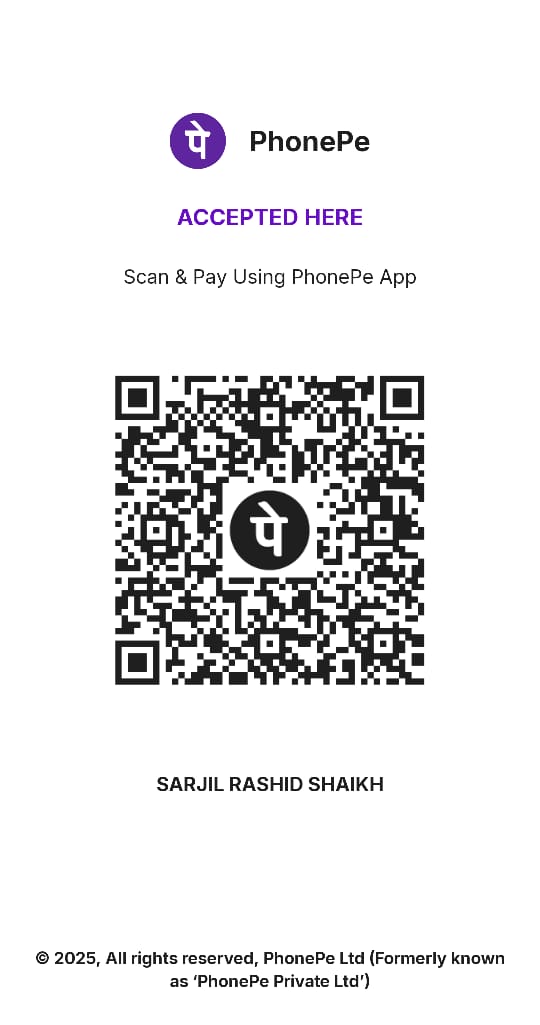 पे PhonePe
ACCEPTED HERE
Scan & Pay Using PhonePe App
पे
SARJIL RASHID SHAIKH
© 2025, All rights reserved, PhonePe Ltd (Formerly known
as ‘PhonePe Private Ltd’)